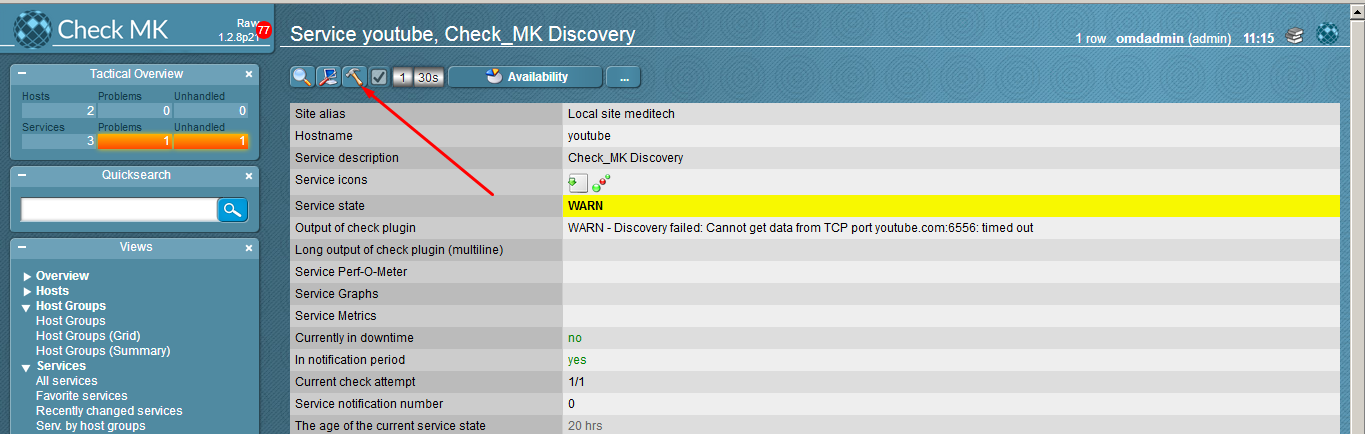 Check MK
Raw
1.2.8p21
77
Service youtube, Check_MK Discovery
1 row omdadmin (admin) 11:15
1 30s Availability ...
Tactical Overview
Hosts Problems Unhandled
2 0 0
Services Problems Unhandled
3 1 1
Quicksearch
Views
Overview
Hosts
Host Groups
Host Groups
Host Groups (Grid)
Host Groups (Summary)
Services
All services
Favorite services
Recently changed services
Serv. by host groups
Site alias Local site meditech
Hostname youtube
Service description Check_MK Discovery
Service icons
Service state WARN
Output of check plugin WARN - Discovery failed: Cannot get data from TCP port youtube.com:6556: timed out
Long output of check plugin (multiline)
Service Perf-O-Meter
Service Graphs
Service Metrics
Currently in downtime no
In notification period yes
Current check attempt 1/1
Service notification number 0
The age of the current service state 20 hrs